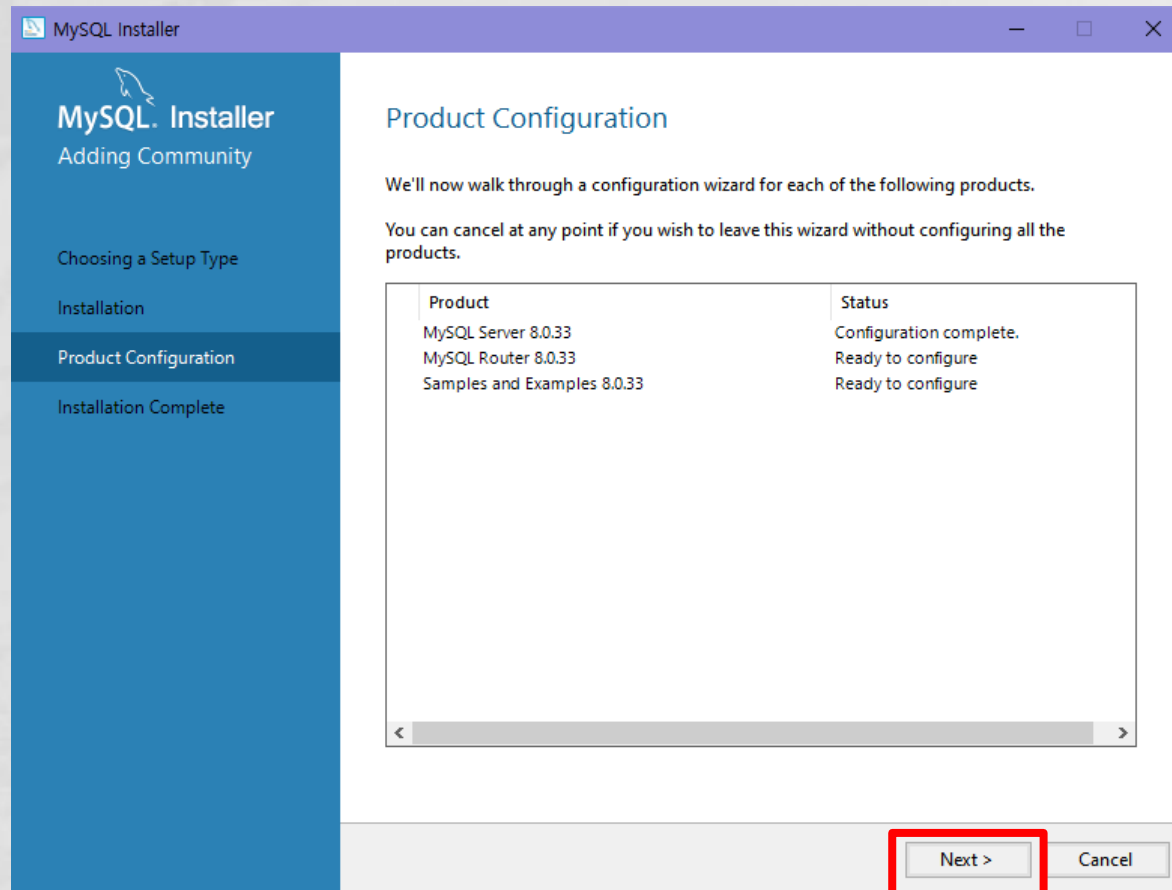 MySQL Installer
MySQL. Installer
Adding Community
Choosing a Setup Type
Installation
Product Configuration
Installation Complete
Product Configuration
We'll now walk through a configuration wizard for each of the following products.
You can cancel at any point if you wish to leave this wizard without configuring all the
products.
Product Status
MySQL Server 8.0.33 Configuration complete.
MySQL Router 8.0.33 Ready to configure
Samples and Examples 8.0.33 Ready to configure
Next > Cancel